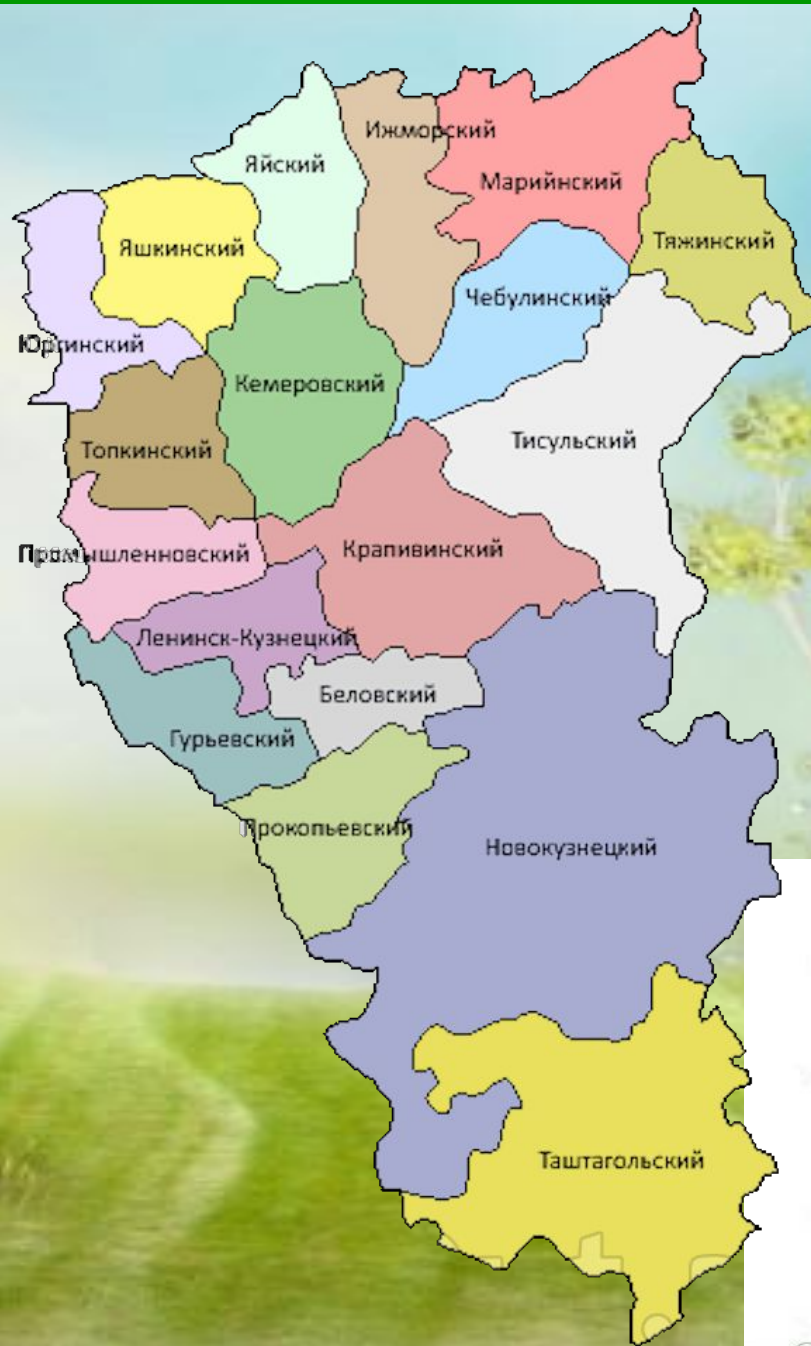 Ижморский
Яйский
Марийнский
Тяжинский
Яшкинский
Чебулинский
Юргинский
Кемеровский
Тисульский
Топкинский
Крапивинский
Промышленновский
Ленинск-Кузнецкий
Беловский
Гурьевский
Прокопьевский
Новокузнецкий
Таштагольский